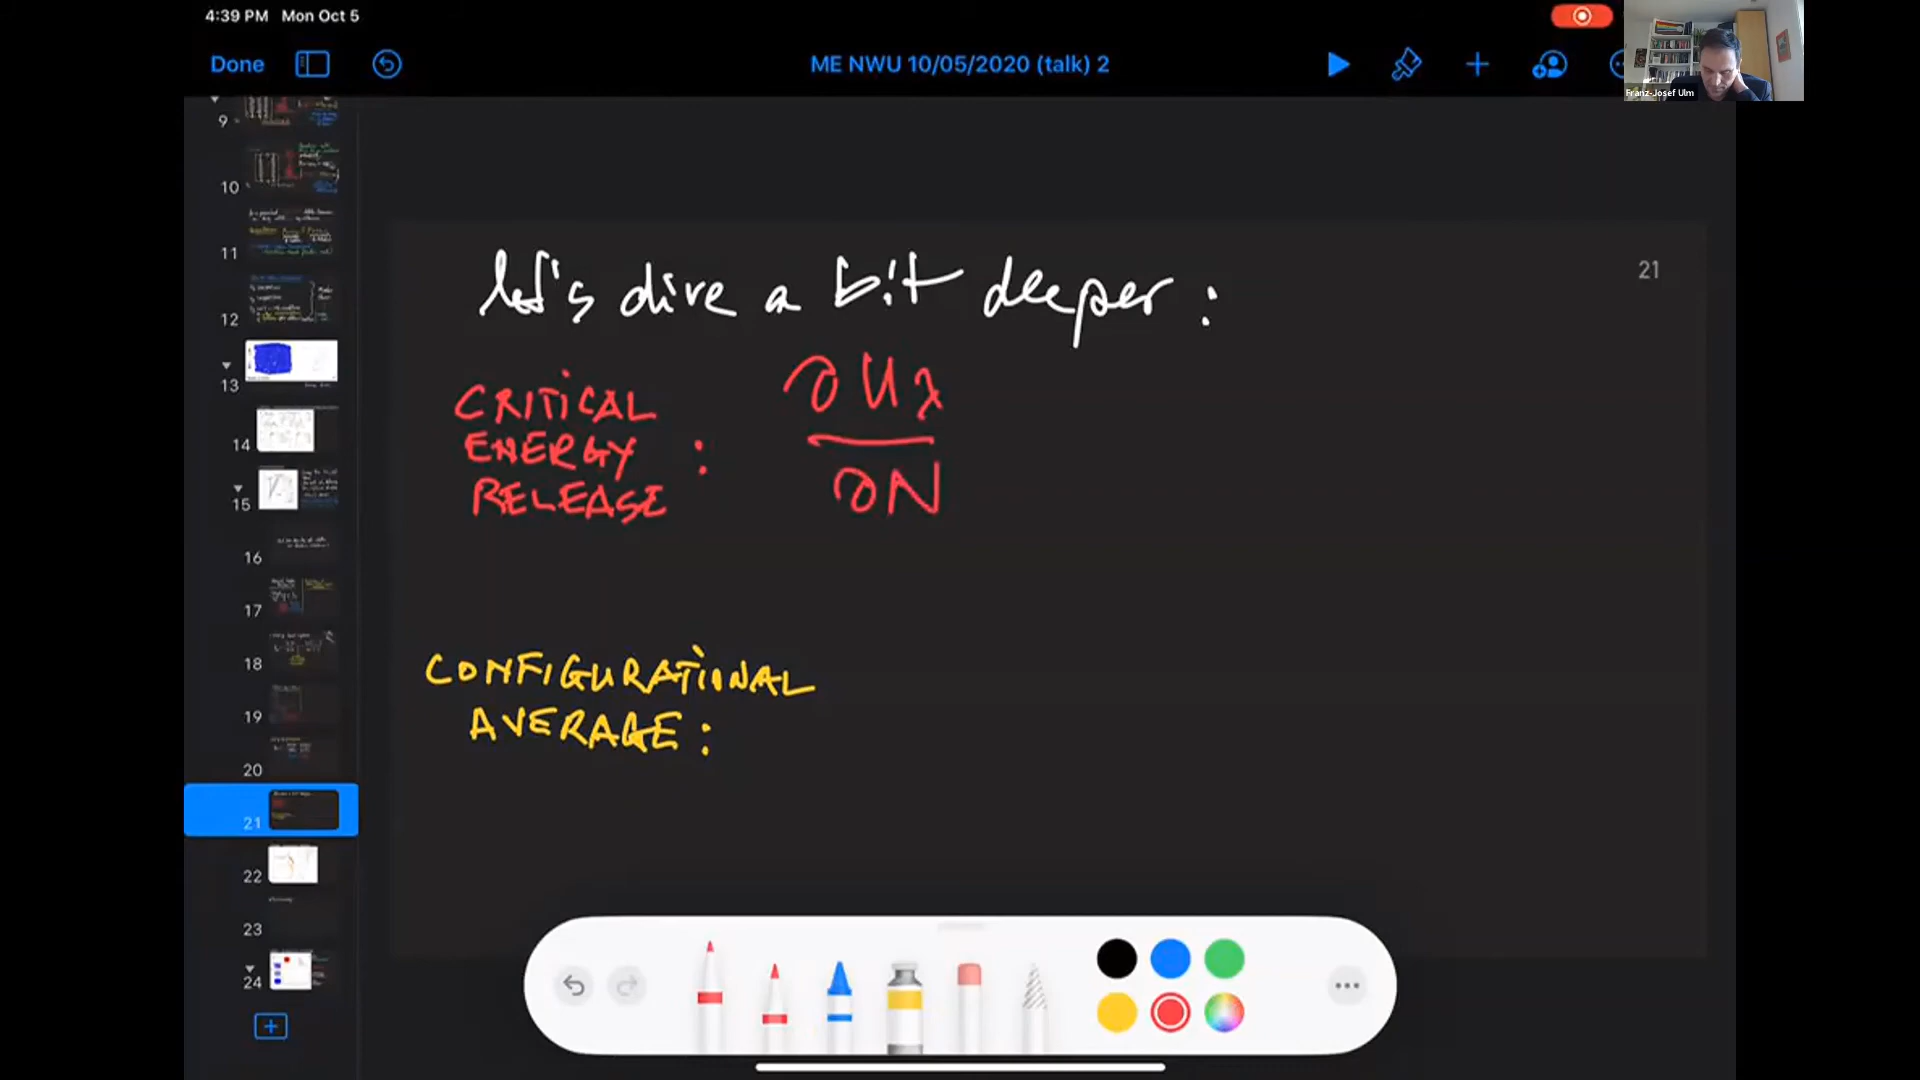 4:39 PM Mon Oct 5
Done
ME NWU 10/05/2020 (talk) 2
Franz-Josef Ulm
9
10
11
12
13
14
15
16
17
18
19
20
21
22
23
24
21
let's dive a bit deeper:
CRITICAL
ENERGY :
RELEASE
∂Uλ
∂N
CONFIGURATIONAL
AVERAGE: